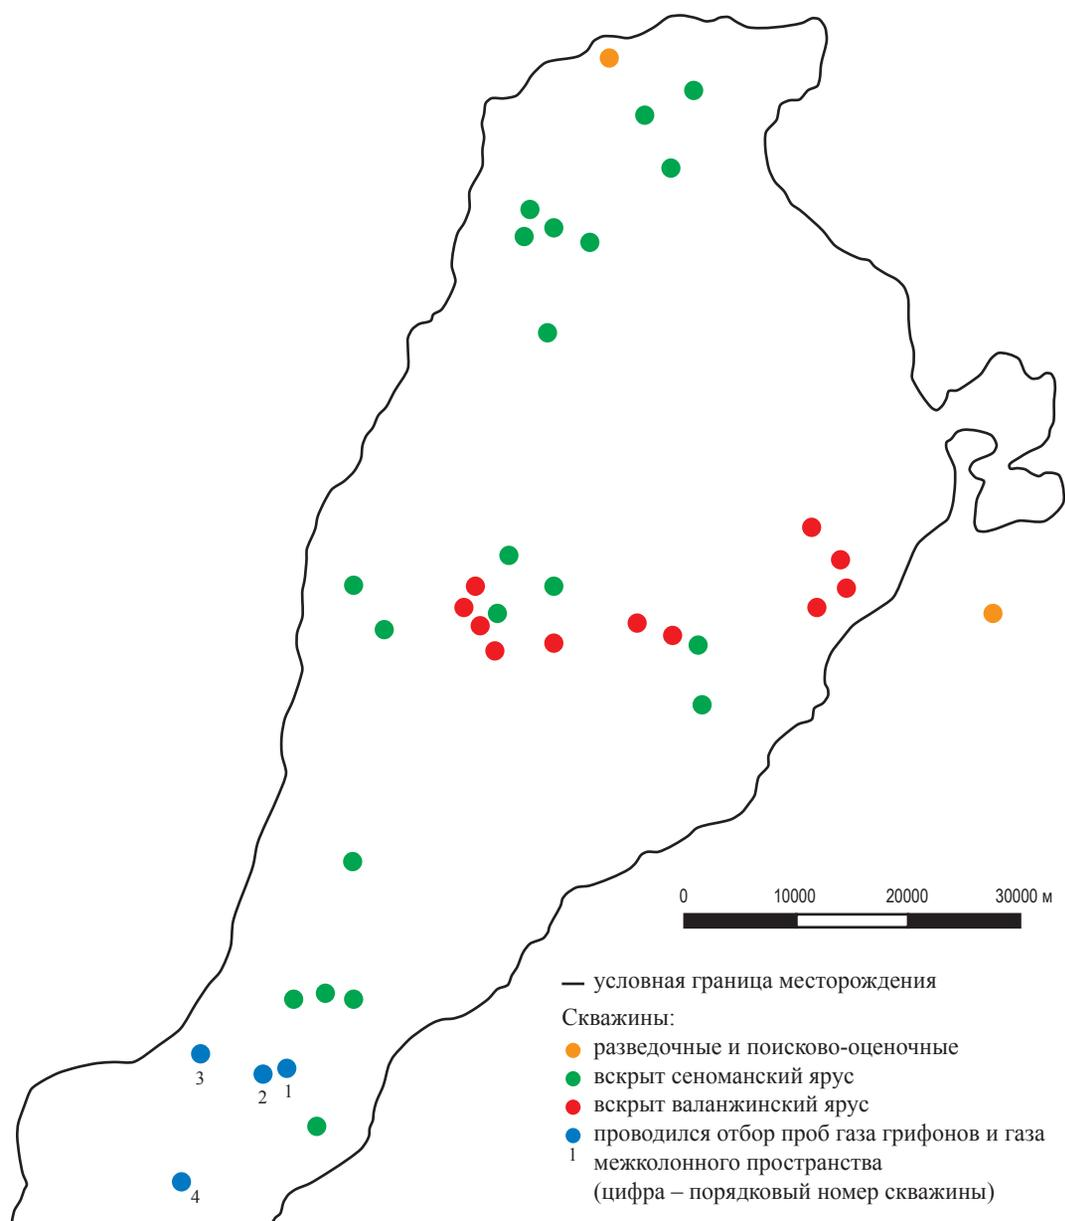 0 10000 20000 30000 м
условная граница месторождения
Скважины:
разведочные и поисково-оценочные
вскрыт сеноманский ярус
вскрыт валанжинский ярус
проводился отбор проб газа грифонов и газа
1 межколонного пространства
(цифра – порядковый номер скважины)
3
2 1
4